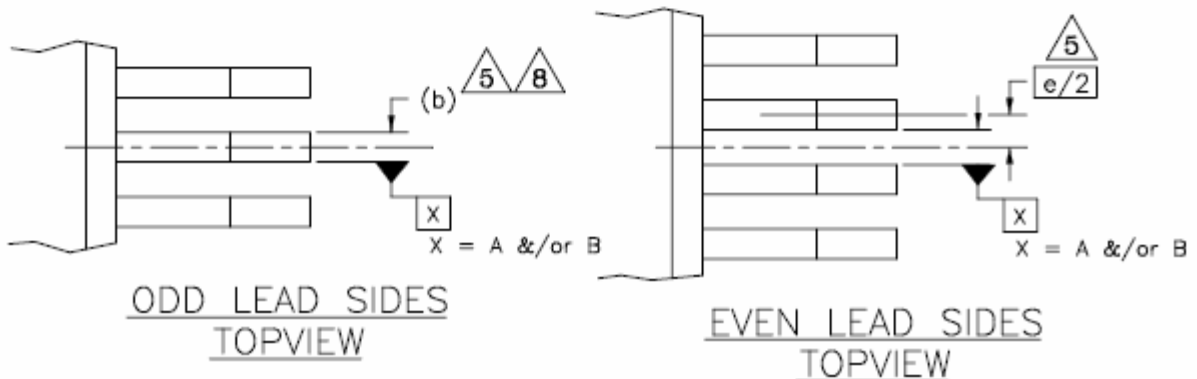 5 8
(b)
X
X = A &/or B
ODD LEAD SIDES
TOPVIEW
5
e/2
X
X = A &/or B
EVEN LEAD SIDES
TOPVIEW